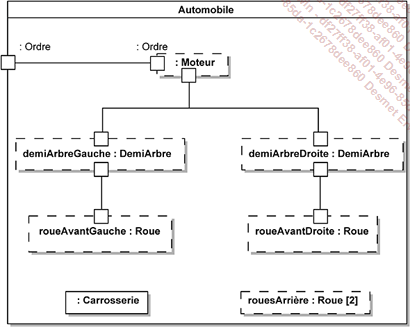 Automobile
: Ordre
: Ordre
: Moteur
demiArbreGauche : DemiArbre
demiArbreDroite : DemiArbre
roueAvantGauche : Roue
roueAvantDroite : Roue
: Carrosserie
rouesArrière : Roue [2]